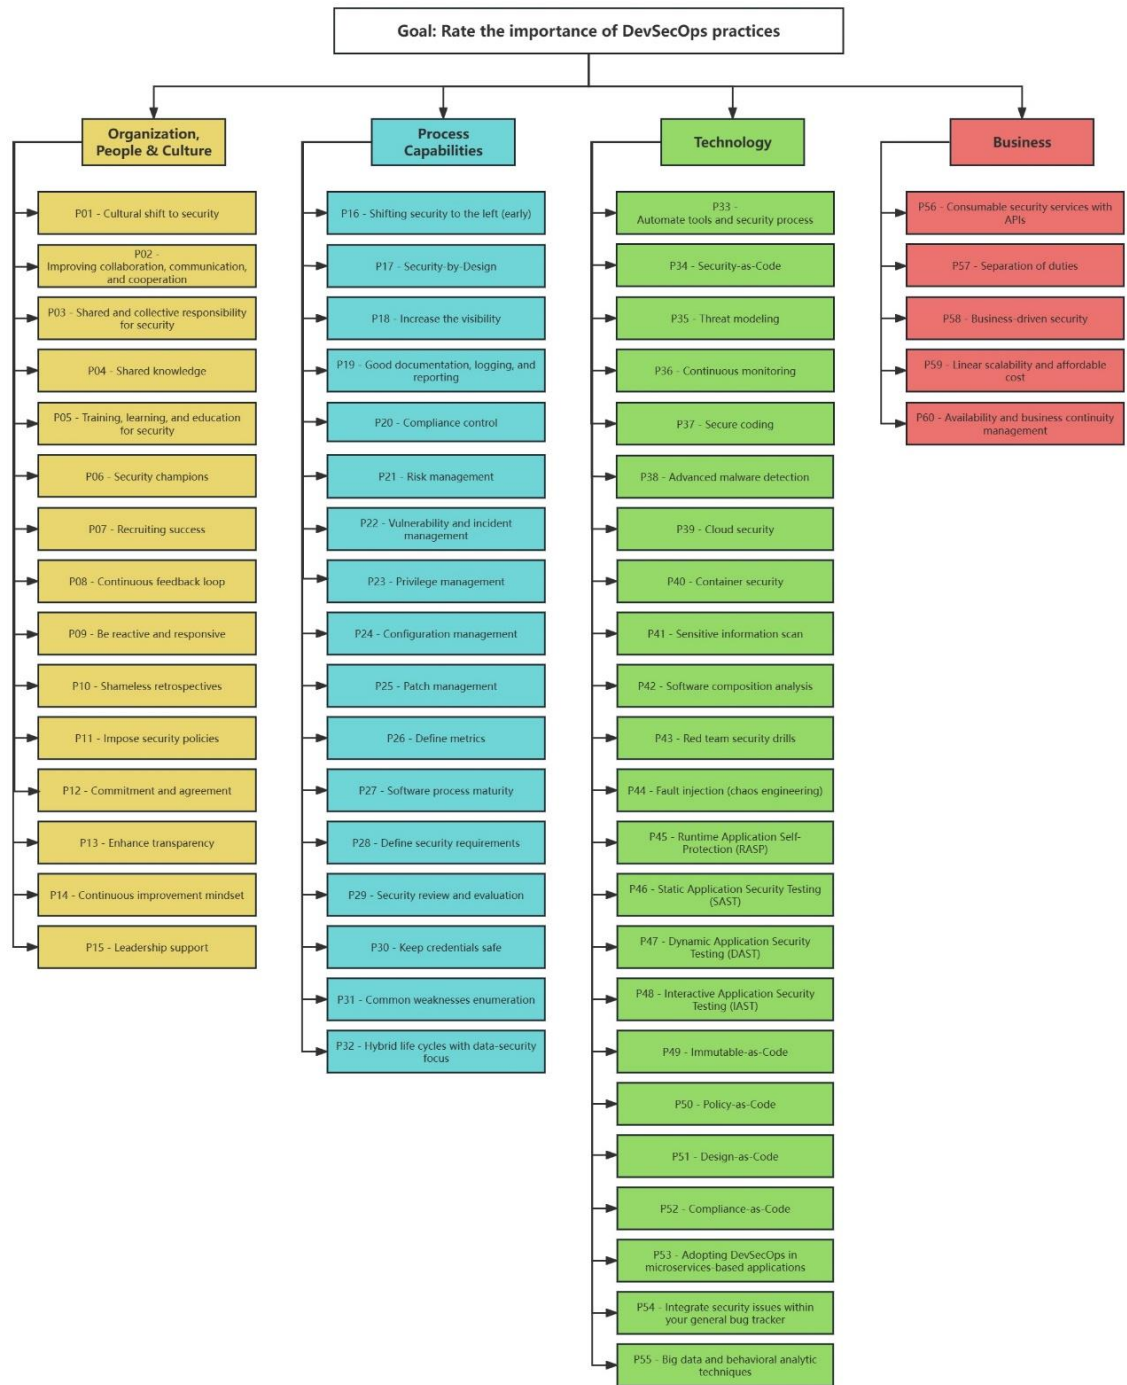 Goal: Rate the importance of DevSecOps practices
Organization,
People & Culture
P01 - Cultural shift to security
P02 -
Improving collaboration, communication,
and cooperation
P03 - Shared and collective responsibility
for security
P04 - Shared knowledge
P05 - Training, learning, and education
for security
P06 - Security champions
P07 - Recruiting success
P08 - Continuous feedback loop
P09 - Be reactive and responsive
P10 - Shameless retrospectives
P11 - Impose security policies
P12 - Commitment and agreement
P13 - Enhance transparency
P14 - Continuous improvement mindset
P15 - Leadership support
Process
Capabilities
P16 - Shifting security to the left (early)
P17 - Security-by-Design
P18 - Increase the visibility
P19 - Good documentation, logging, and
reporting
P20 - Compliance control
P21 - Risk management
P22 - Vulnerability and incident
management
P23 - Privilege management
P24 - Configuration management
P25 - Patch management
P26 - Define metrics
P27 - Software process maturity
P28 - Define security requirements
P29 - Security review and evaluation
P30 - Keep credentials safe
P31 - Common weaknesses enumeration
P32 - Hybrid life cycles with data-security
focus
Technology
P33 -
Automate tools and security process
P34 - Security-as-Code
P35 - Threat modeling
P36 - Continuous monitoring
P37 - Secure coding
P38 - Advanced malware detection
P39 - Cloud security
P40 - Container security
P41 - Sensitive information scan
P42 - Software composition analysis
P43 - Red team security drills
P44 - Fault injection (chaos engineering)
P45 - Runtime Application Self-
Protection (RASP)
P46 - Static Application Security Testing
(SAST)
P47 - Dynamic Application Security
Testing (DAST)
P48 - Interactive Application Security
Testing (IAST)
P49 - Immutable-as-Code
P50 - Policy-as-Code
P51 - Design-as-Code
P52 - Compliance-as-Code
P53 - Adopting DevSecOps in
microservices-based applications
P54 - Integrate security issues within
your general bug tracker
P55 - Big data and behavioral analytic
techniques
Business
P56 - Consumable security services with
APIs
P57 - Separation of duties
P58 - Business-driven security
P59 - Linear scalability and affordable
cost
P60 - Availability and business continuity
management